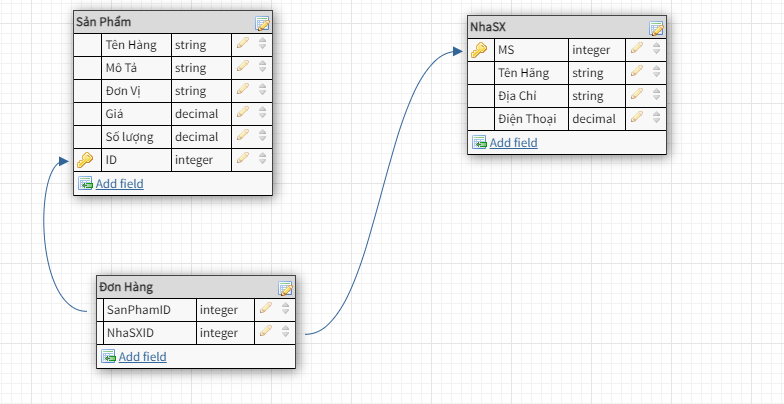 Sản Phẩm
Tên Hàng string
Mô Tả string
Đơn Vị string
Giá decimal
Số lượng decimal
ID integer
Add field
NhaSX
MS integer
Tên Hãng string
Địa Chỉ string
Điện Thoại decimal
Add field
Đơn Hàng
SanPhamID integer
NhaSXID integer
Add field